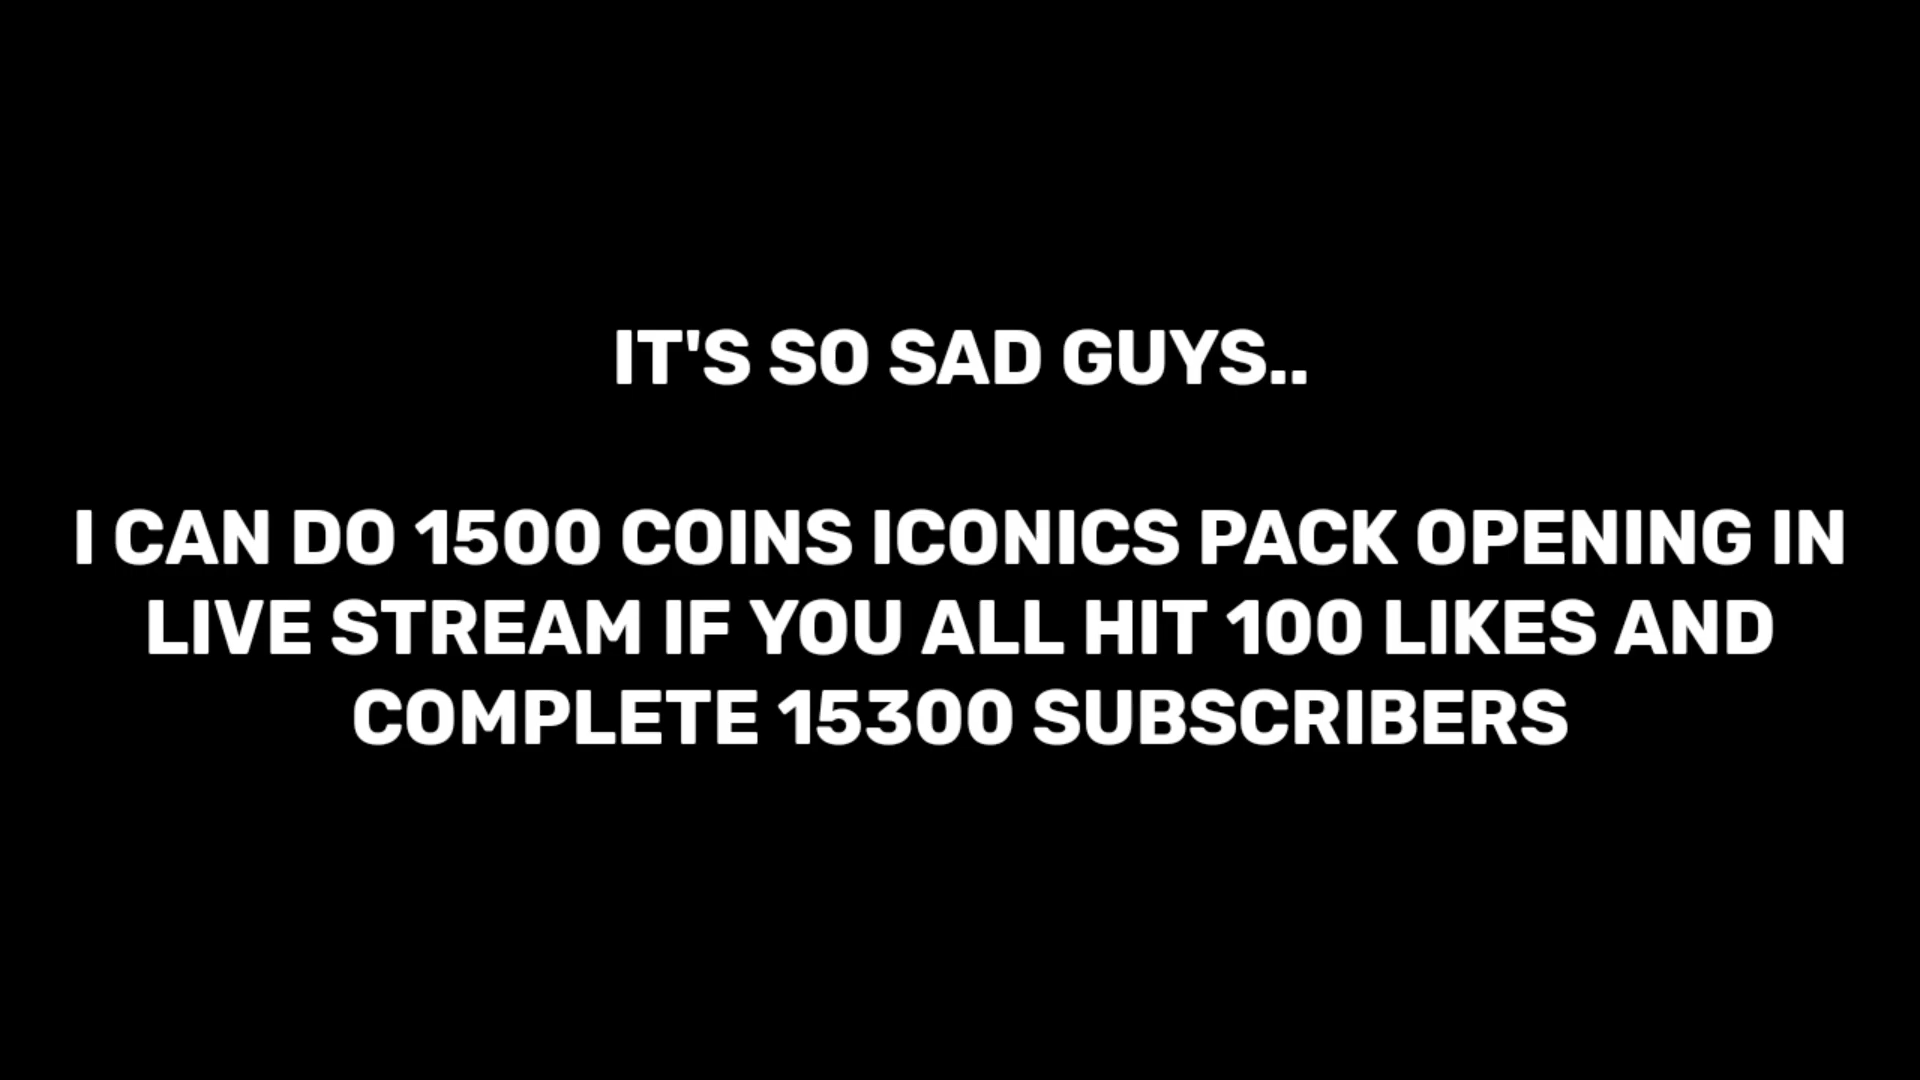 IT'S SO SAD GUYS..
I CAN DO 1500 COINS ICONICS PACK OPENING IN
LIVE STREAM IF YOU ALL HIT 100 LIKES AND
COMPLETE 15300 SUBSCRIBERS